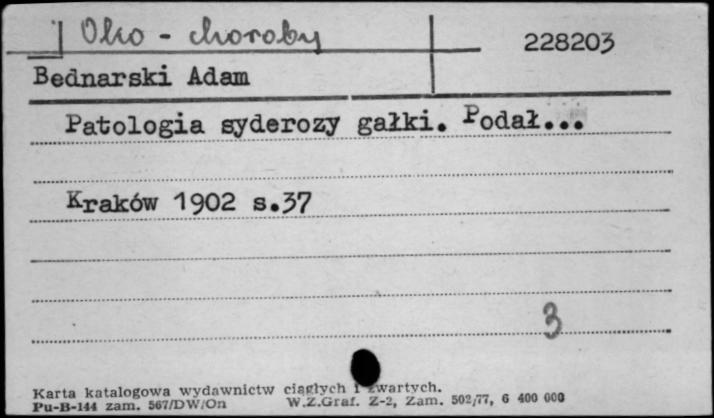 Oko - choroby
228203
Bednarski Adam
Patologia syderozy gałki. Podał...
Kraków 1902 s.37
3
Karta katalogowa wydawnictw ciągłych i zwartych.
Pu-B-144 zam. 567/DW/On W.Z.Graf. Z-2, Zam. 502/77, 6 400 000